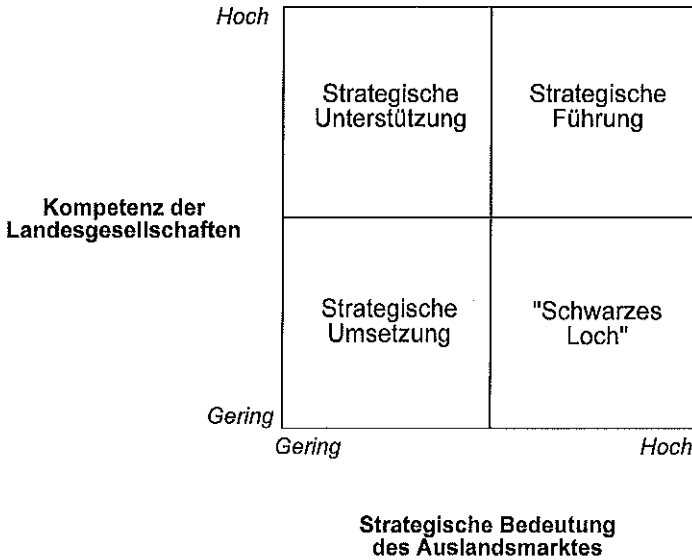 Hoch
Strategische
Unterstützung
Strategische
Führung
Kompetenz der
Landesgesellschaften
Strategische
Umsetzung
"Schwarzes
Loch"
Gering
Gering
Hoch
Strategische Bedeutung
des Auslandsmarktes